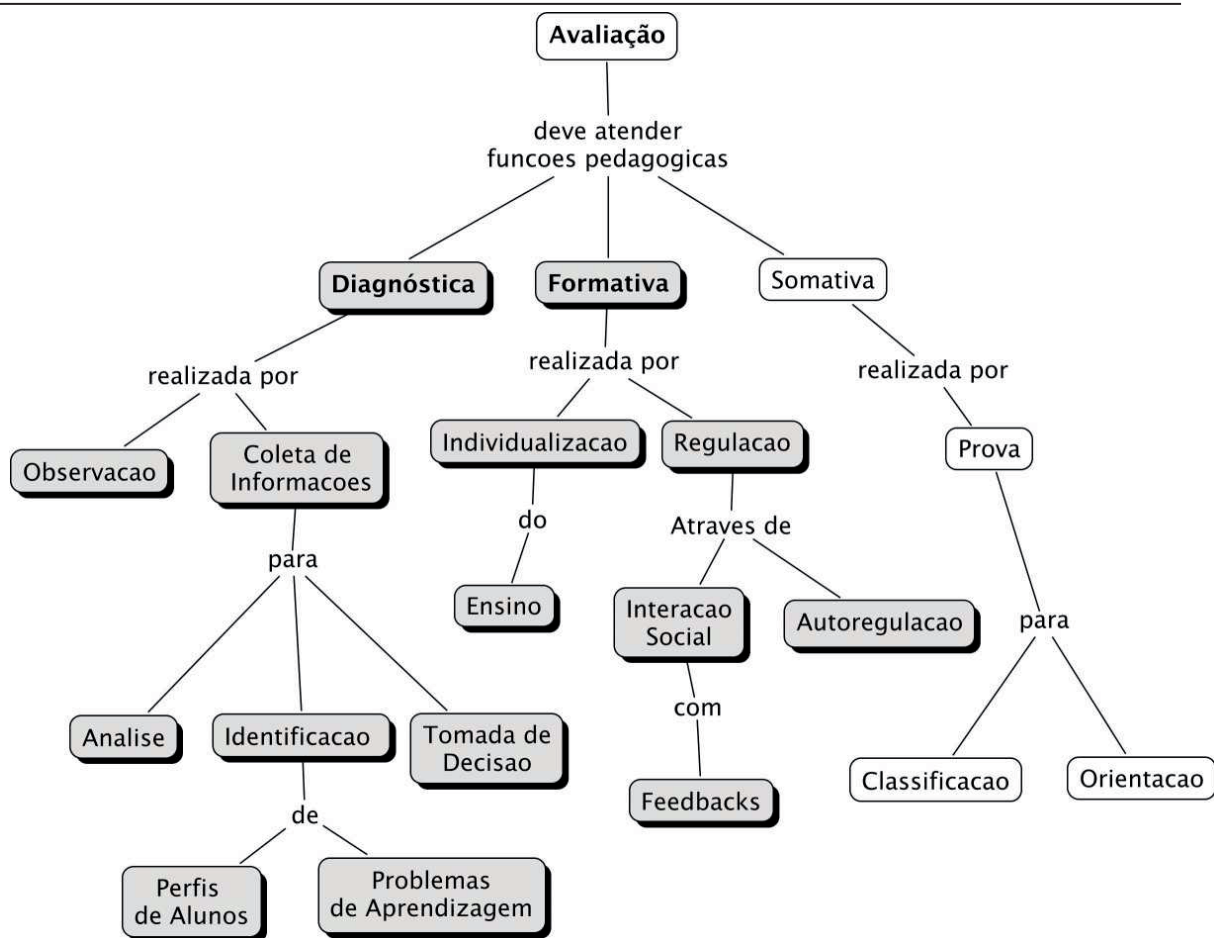 Avaliação
deve atender
funcoes pedagogicas
Diagnóstica
Formativa
Somativa
realizada por
realizada por
realizada por
Observacao
Coleta de
Informacoes
Individualizacao
Regulacao
Prova
para
do
Atraves de
Ensino
Interacao
Social
Autoregulacao
para
Analise
Identificacao
Tomada de
Decisao
com
Classificacao
Orientacao
Feedbacks
de
Perfis
de Alunos
Problemas
de Aprendizagem